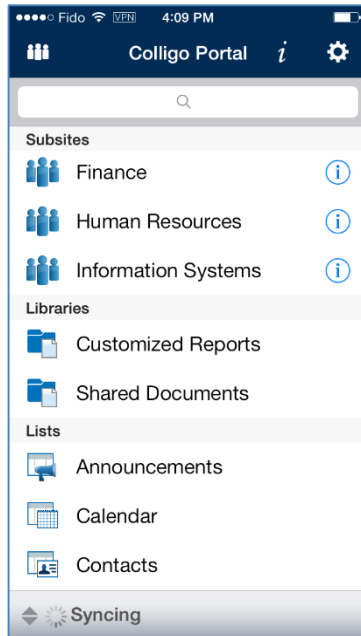 Fido VPN 4:09 PM
Colligo Portal i
Subsites
Finance i
Human Resources i
Information Systems i
Libraries
Customized Reports
Shared Documents
Lists
Announcements
Calendar
Contacts
Syncing